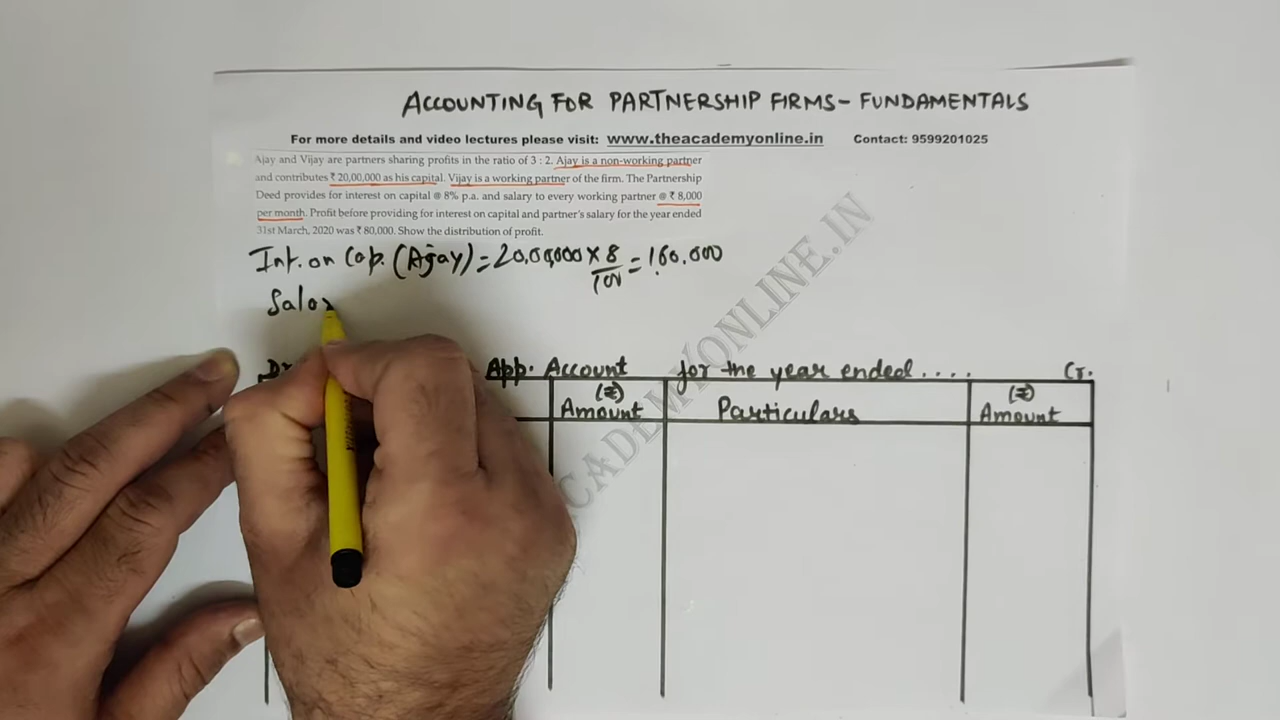 ACCOUNTING FOR PARTNERSHIP FIRMS- FUNDAMENTALS
For more details and video lectures please visit: www.theacademyonline.in Contact: 9599201025
Ajay and Vijay are partners sharing profits in the ratio of 3 : 2. Ajay is a non-working partner
and contributes ₹ 20,00,000 as his capital. Vijay is a working partner of the firm. The Partnership
Deed provides for interest on capital @ 8% p.a. and salary to every working partner @ ₹ 8,000
per month. Profit before providing for interest on capital and partner's salary for the year ended
31st March, 2020 was ₹ 80,000. Show the distribution of profit.
Int. on Cap. (Ajay) = 20,00,000 × 8/100 = 160,000
Sala
Dr. App. Account for the year ended.... Cr.
(₹) (₹)
Amount Particulars Amount
ACADEMYONLINE.IN